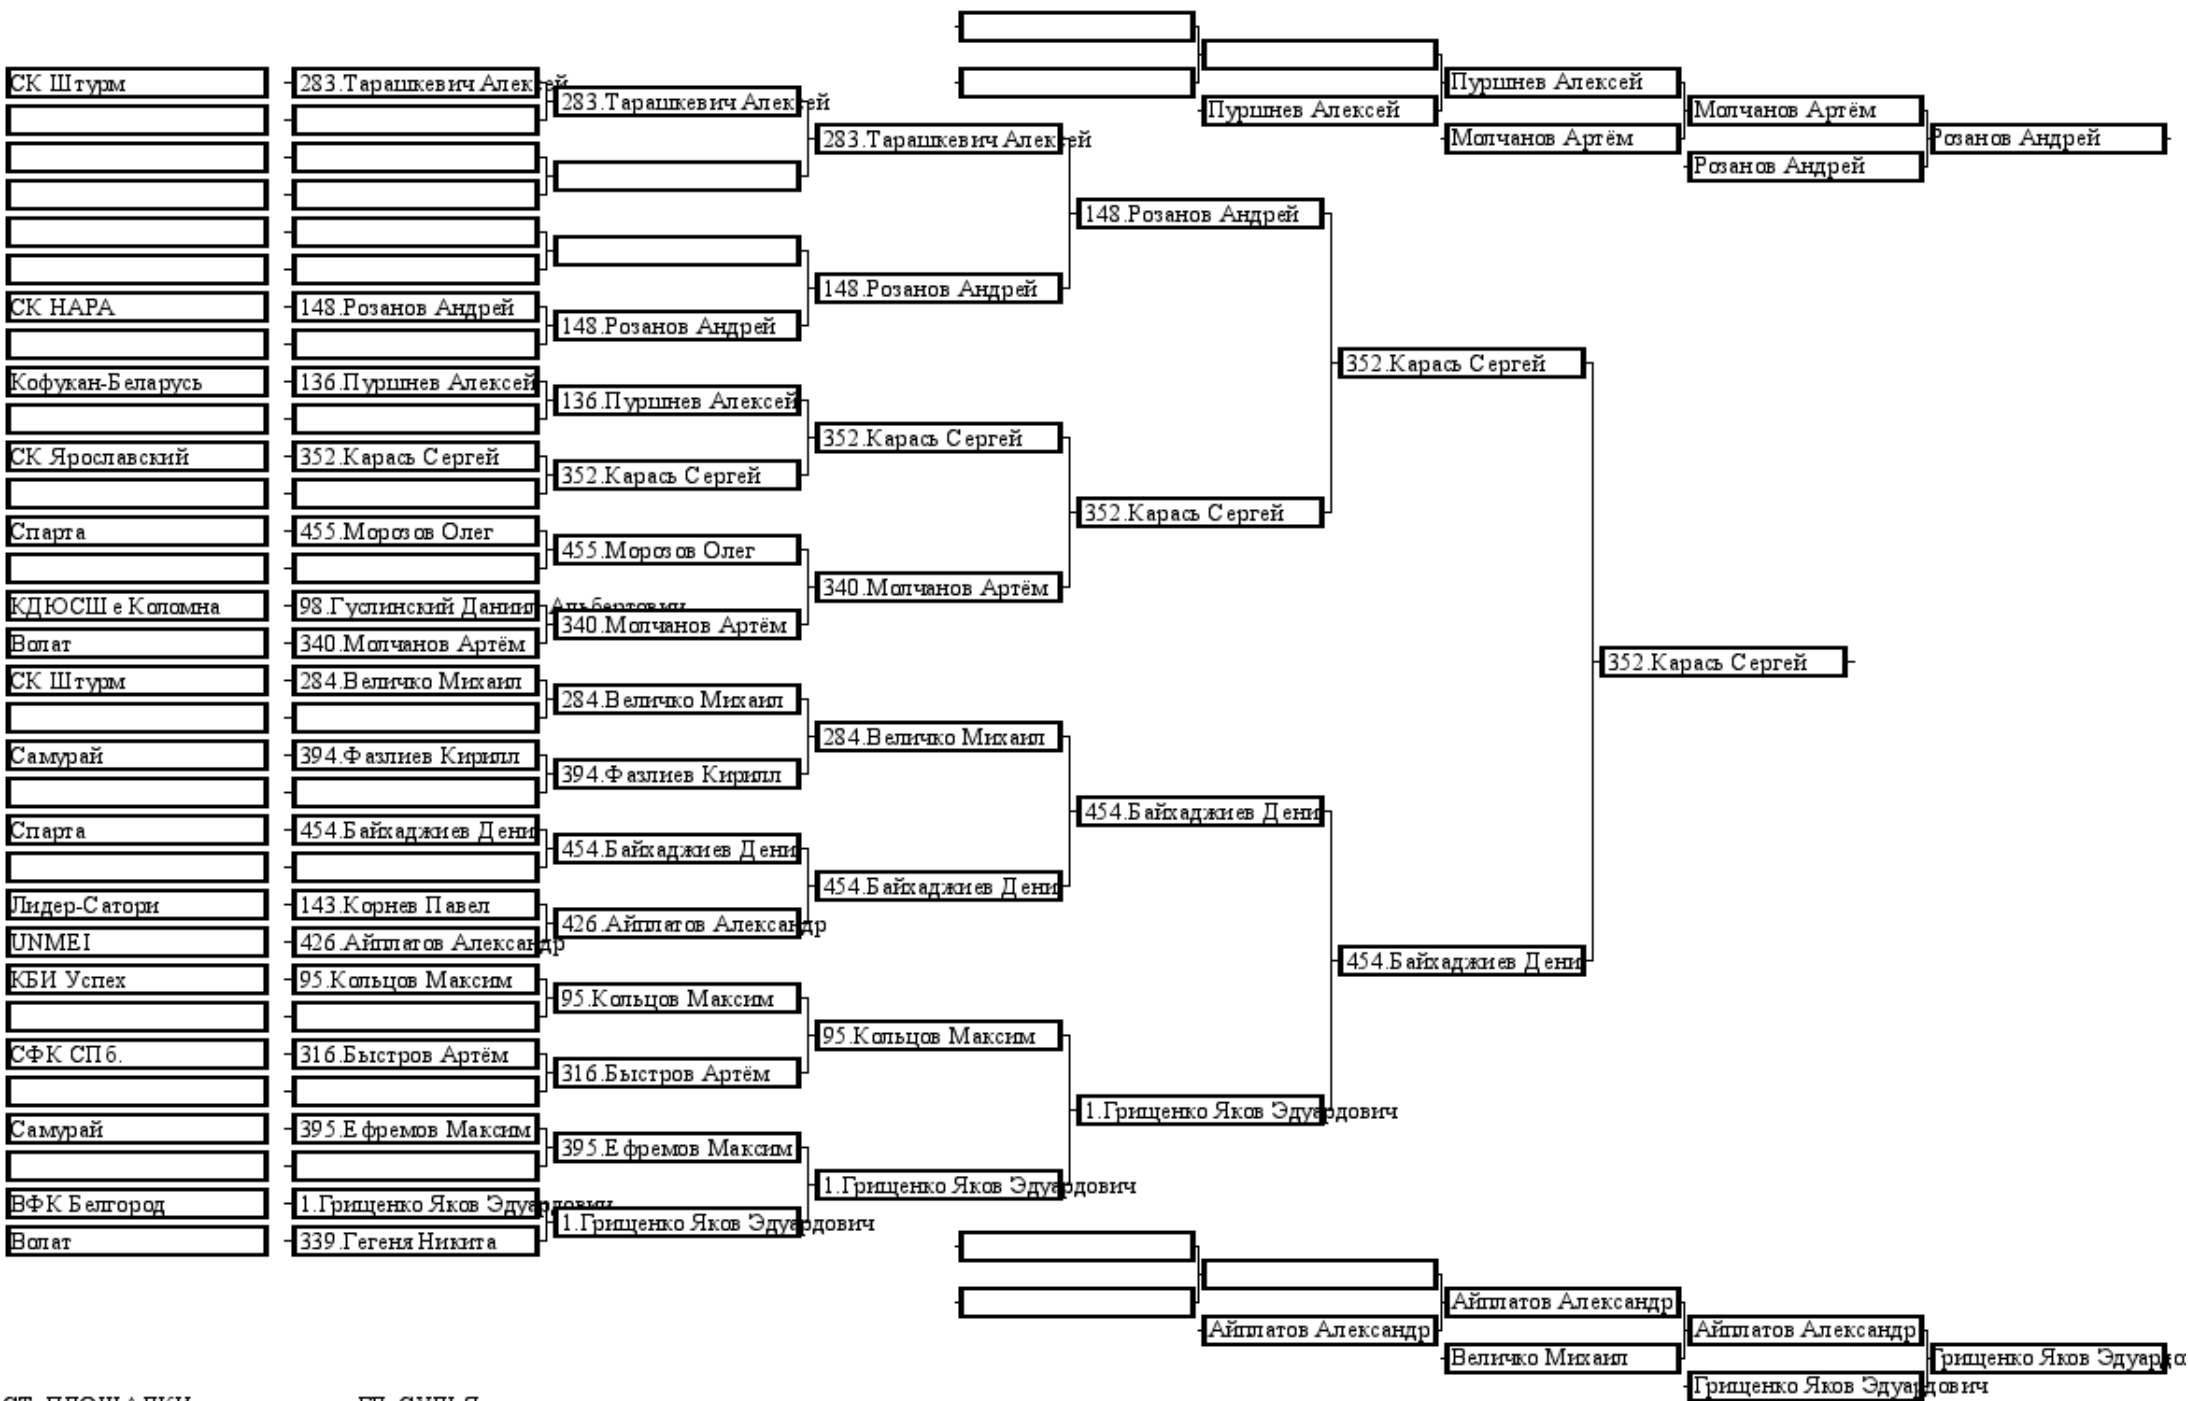 СК Штурм
283.Тарашкевич Алексей
283.Тарашкевич Алексей
283.Тарашкевич Алексей
148.Розанов Андрей
148.Розанов Андрей
СК НАРА
148.Розанов Андрей
148.Розанов Андрей
Кофукан-Беларусь
136.Пуршнев Алексей
136.Пуршнев Алексей
352.Карась Сергей
352.Карась Сергей
СК Ярославский
352.Карась Сергей
352.Карась Сергей
352.Карась Сергей
Спарта
455.Морозов Олег
455.Морозов Олег
340.Молчанов Артём
КДЮСШ е Коломна
98.Гуслинский Даниил Альбертович
340.Молчанов Артём
Волат
340.Молчанов Артём
352.Карась Сергей
СК Штурм
284.Величко Михаил
284.Величко Михаил
284.Величко Михаил
Самурай
394.Фазлиев Кирилл
394.Фазлиев Кирилл
454.Байхаджиев Дени
Спарта
454.Байхаджиев Дени
454.Байхаджиев Дени
454.Байхаджиев Дени
Лидер-Сатори
143.Корнев Павел
426.Айплатов Александр
UNMEI
426.Айплатов Александр
454.Байхаджиев Дени
КБИ Успех
95.Кольцов Максим
95.Кольцов Максим
95.Кольцов Максим
СФК СПб.
316.Быстров Артём
316.Быстров Артём
1.Грищенко Яков Эдуардович
Самурай
395.Ефремов Максим
395.Ефремов Максим
1.Грищенко Яков Эдуардович
ВФК Белгород
1.Грищенко Яков Эдуардович
1.Грищенко Яков Эдуардович
Волат
339.Гегеня Никита
Пуршнев Алексей
Пуршнев Алексей
Молчанов Артём
Молчанов Артём
Розанов Андрей
Розанов Андрей
Айплатов Александр
Айплатов Александр
Величко Михаил
Айплатов Александр
Грищенко Яков Эдуардович
Грищенко Яков Эдуардо